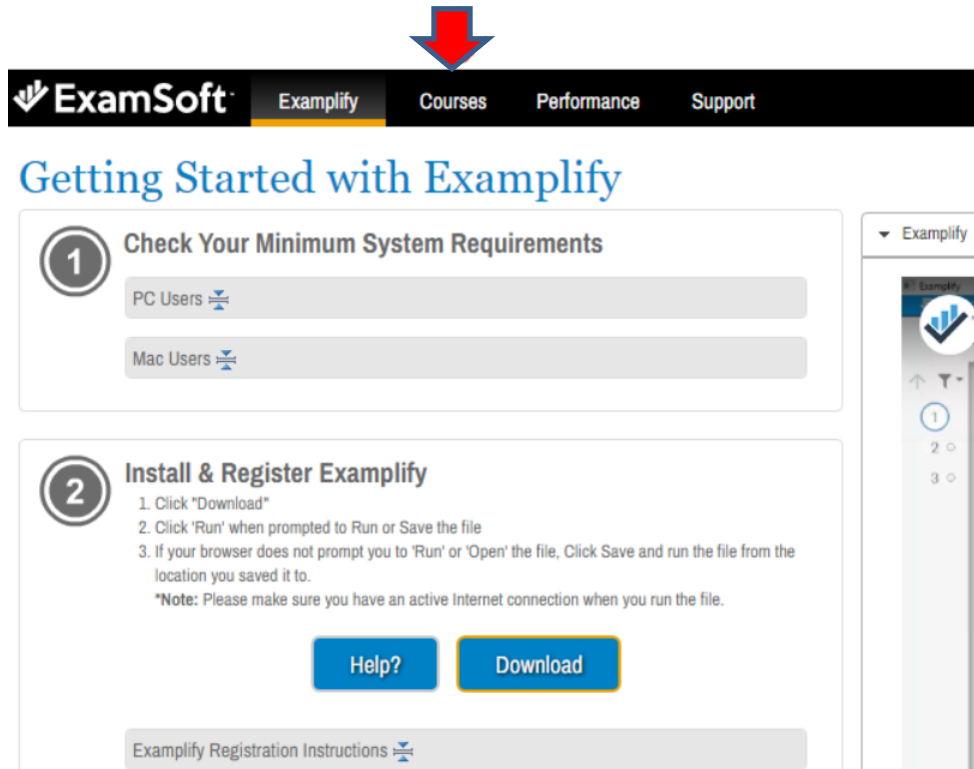 ExamSoft Examplify Courses Performance Support
Getting Started with Examplify
1 Check Your Minimum System Requirements
PC Users
Mac Users
2 Install & Register Examplify
1. Click "Download"
2. Click 'Run' when prompted to Run or Save the file
3. If your browser does not prompt you to 'Run' or 'Open' the file, Click Save and run the file from the
location you saved it to.
*Note: Please make sure you have an active Internet connection when you run the file.
Help? Download
Examplify Registration Instructions
Examplify
Examplify
1
2
3